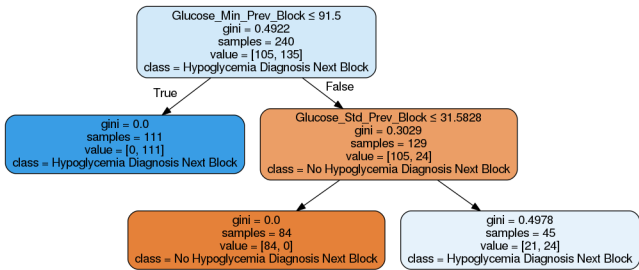 Glucose_Min_Prev_Block ≤ 91.5
gini = 0.4922
samples = 240
value = [105, 135]
class = Hypoglycemia Diagnosis Next Block
True
False
gini = 0.0
samples = 111
value = [0, 111]
class = Hypoglycemia Diagnosis Next Block
Glucose_Std_Prev_Block ≤ 31.5828
gini = 0.3029
samples = 129
value = [105, 24]
class = No Hypoglycemia Diagnosis Next Block
gini = 0.0
samples = 84
value = [84, 0]
class = No Hypoglycemia Diagnosis Next Block
gini = 0.4978
samples = 45
value = [21, 24]
class = Hypoglycemia Diagnosis Next Block